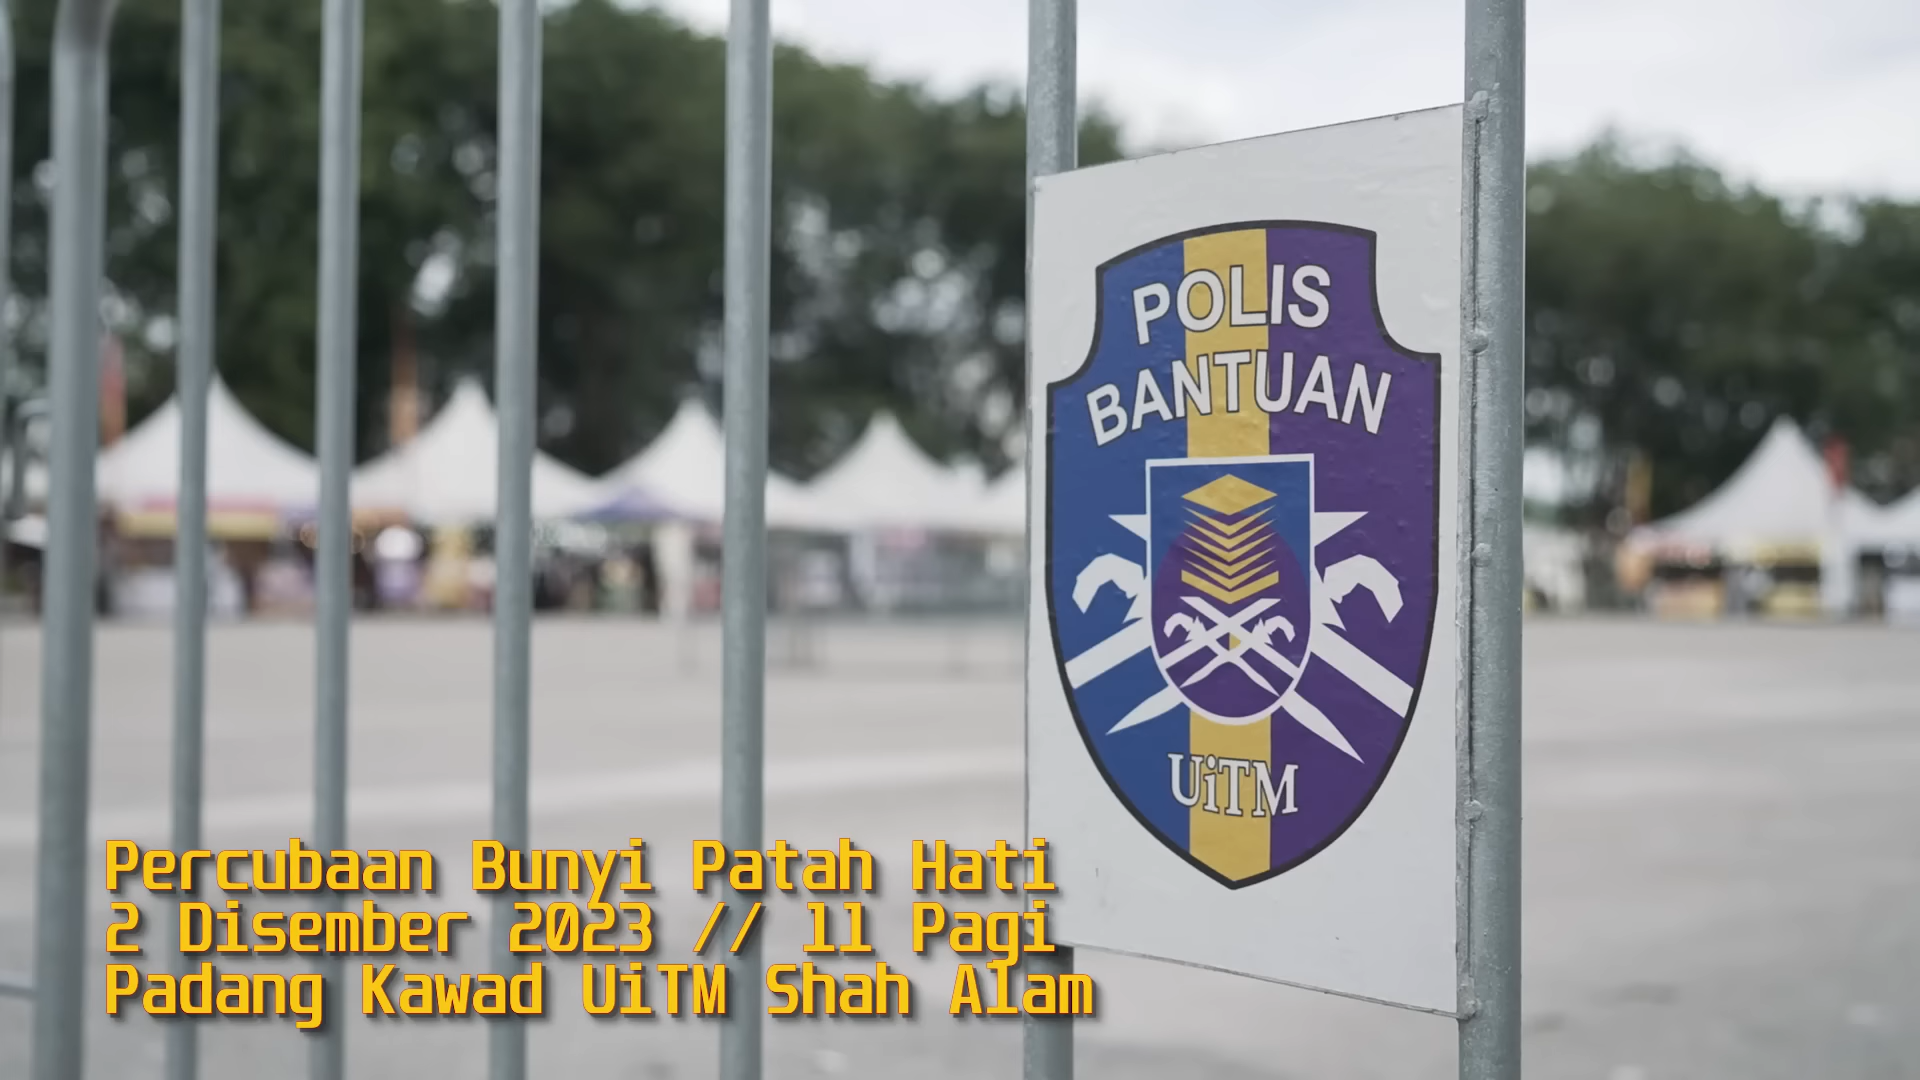 POLIS
BANTUAN
UiTM
Percubaan Bunyi Patah Hati
2 Disember 2023 // 11 Pagi
Padang Kawad UiTM Shah Alam